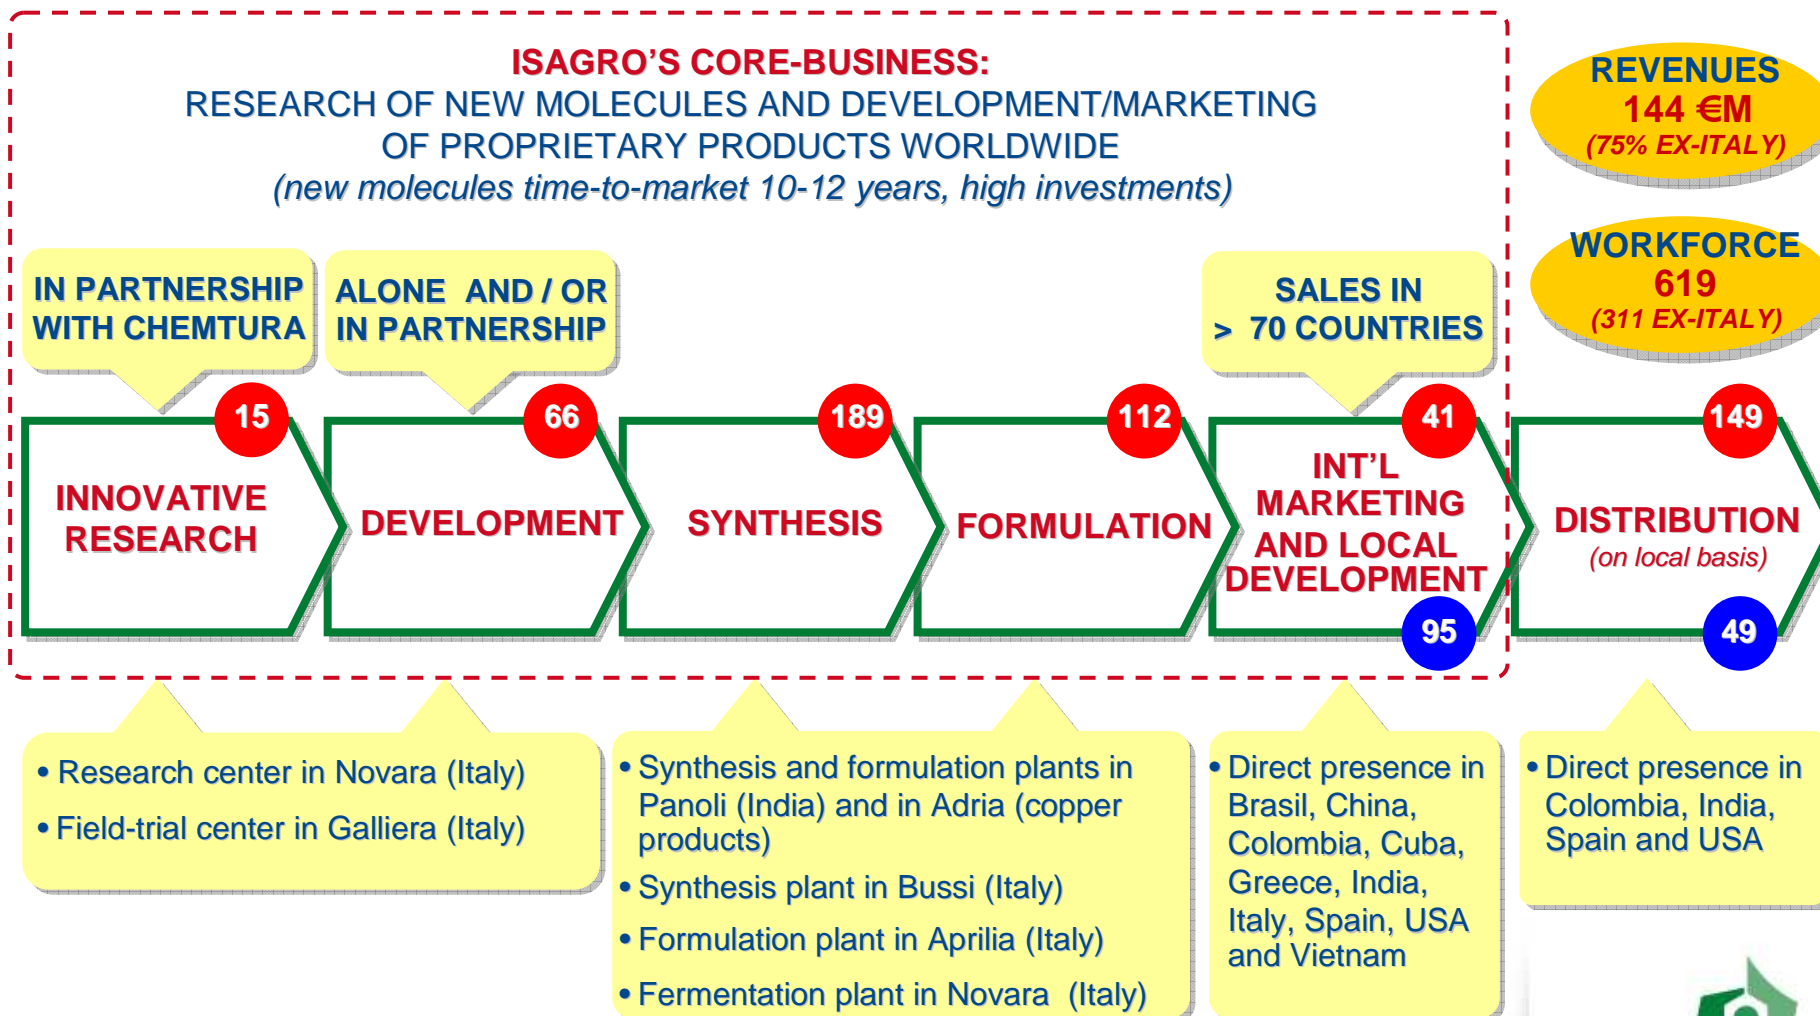 ISAGRO'S CORE-BUSINESS:
RESEARCH OF NEW MOLECULES AND DEVELOPMENT/MARKETING
OF PROPRIETARY PRODUCTS WORLDWIDE
(new molecules time-to-market 10-12 years, high investments)
REVENUES
144 €M
(75% EX-ITALY)
WORKFORCE
619
(311 EX-ITALY)
IN PARTNERSHIP
WITH CHEMTURA
ALONE AND / OR
IN PARTNERSHIP
SALES IN
> 70 COUNTRIES
15
INNOVATIVE
RESEARCH
66
DEVELOPMENT
189
SYNTHESIS
112
FORMULATION
41
INT'L
MARKETING
AND LOCAL
DEVELOPMENT
95
149
DISTRIBUTION
(on local basis)
49
• Research center in Novara (Italy)
• Field-trial center in Galliera (Italy)
• Synthesis and formulation plants in
Panoli (India) and in Adria (copper
products)
• Synthesis plant in Bussi (Italy)
• Formulation plant in Aprilia (Italy)
• Fermentation plant in Novara (Italy)
• Direct presence in
Brasil, China,
Colombia, Cuba,
Greece, India,
Italy, Spain, USA
and Vietnam
• Direct presence in
Colombia, India,
Spain and USA